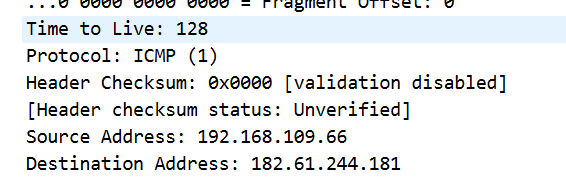 ...0 0000 0000 0000 = Fragment Offset: 0
Time to Live: 128
Protocol: ICMP (1)
Header Checksum: 0x0000 [validation disabled]
[Header checksum status: Unverified]
Source Address: 192.168.109.66
Destination Address: 182.61.244.181